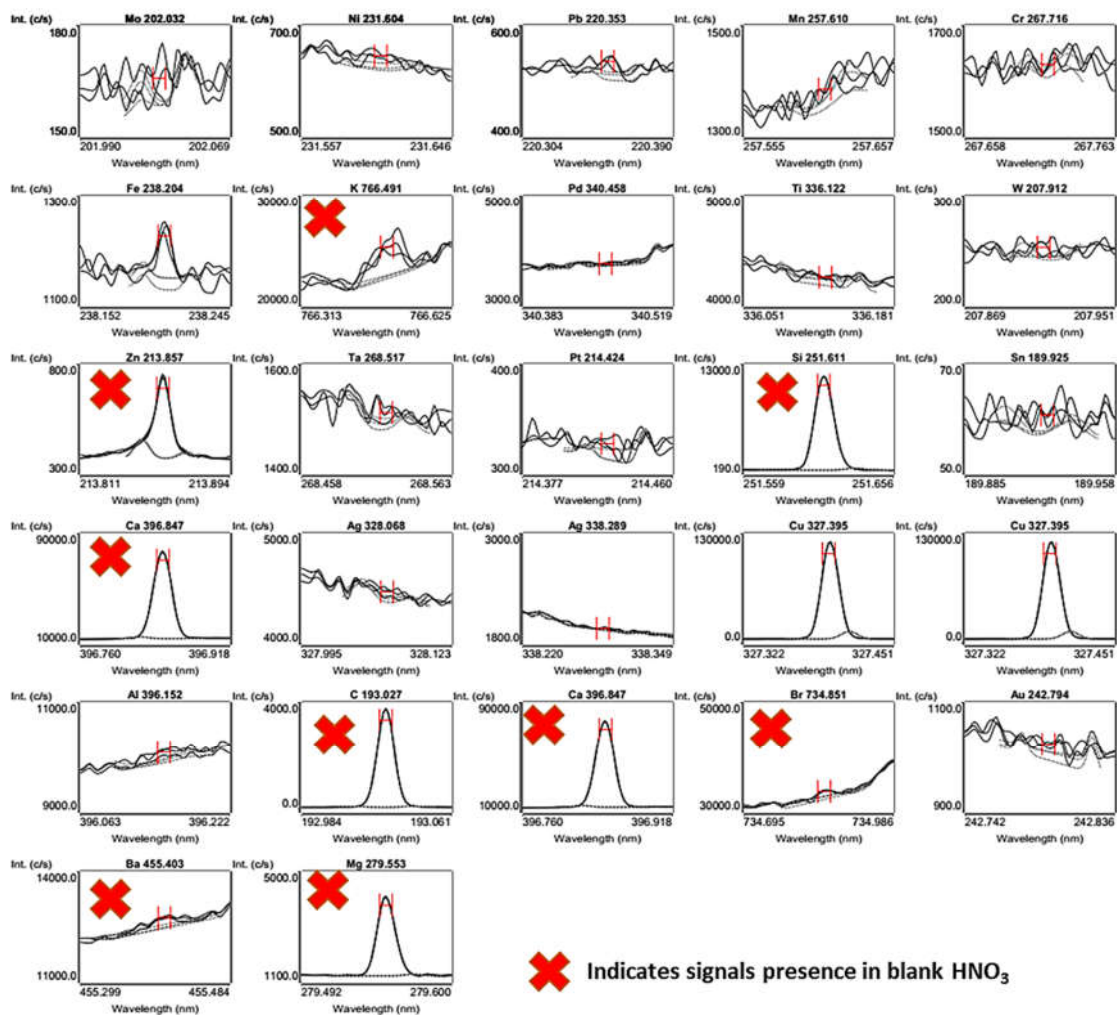 Mo 202.032
Int. (c/s)
180.0
150.0
201.990 202.069
Wavelength (nm)
Ni 231.604
Int. (c/s)
700.0
500.0
231.557 231.646
Wavelength (nm)
Pb 220.353
Int. (c/s)
600.0
400.0
220.304 220.390
Wavelength (nm)
Mn 257.610
Int. (c/s)
1500.0
1300.0
257.555 257.657
Wavelength (nm)
Cr 267.716
Int. (c/s)
1700.0
1500.0
267.658 267.763
Wavelength (nm)
Fe 238.204
Int. (c/s)
1300.0
1100.0
238.152 238.245
Wavelength (nm)
K 766.491
Int. (c/s)
30000.0
20000.0
766.313 766.625
Wavelength (nm)
Pd 340.458
Int. (c/s)
5000.0
3000.0
340.383 340.519
Wavelength (nm)
Ti 336.122
Int. (c/s)
5000.0
4000.0
336.051 336.181
Wavelength (nm)
W 207.912
Int. (c/s)
300.0
200.0
207.869 207.951
Wavelength (nm)
Zn 213.857
Int. (c/s)
800.0
300.0
213.811 213.894
Wavelength (nm)
Ta 268.517
Int. (c/s)
1600.0
1400.0
268.458 268.563
Wavelength (nm)
Pt 214.424
Int. (c/s)
400.0
300.0
214.377 214.460
Wavelength (nm)
Si 251.611
Int. (c/s)
13000.0
190.0
251.559 251.656
Wavelength (nm)
Sn 189.925
Int. (c/s)
70.0
50.0
189.885 189.958
Wavelength (nm)
Ca 396.847
Int. (c/s)
90000.0
10000.0
396.760 396.918
Wavelength (nm)
Ag 328.068
Int. (c/s)
5000.0
4000.0
327.995 328.123
Wavelength (nm)
Ag 338.289
Int. (c/s)
3000.0
1800.0
338.220 338.349
Wavelength (nm)
Cu 327.395
Int. (c/s)
130000.0
0.0
327.322 327.451
Wavelength (nm)
Cu 327.395
Int. (c/s)
130000.0
0.0
327.322 327.451
Wavelength (nm)
Al 396.152
Int. (c/s)
11000.0
9000.0
396.063 396.222
Wavelength (nm)
C 193.027
Int. (c/s)
4000.0
0.0
192.984 193.061
Wavelength (nm)
Ca 396.847
Int. (c/s)
90000.0
10000.0
396.760 396.918
Wavelength (nm)
Br 734.851
Int. (c/s)
50000.0
30000.0
734.695 734.986
Wavelength (nm)
Au 242.794
Int. (c/s)
1100.0
900.0
242.742 242.836
Wavelength (nm)
Ba 455.403
Int. (c/s)
14000.0
11000.0
455.299 455.484
Wavelength (nm)
Mg 279.553
Int. (c/s)
5000.0
1100.0
279.492 279.600
Wavelength (nm)
Indicates signals presence in blank HNO₃